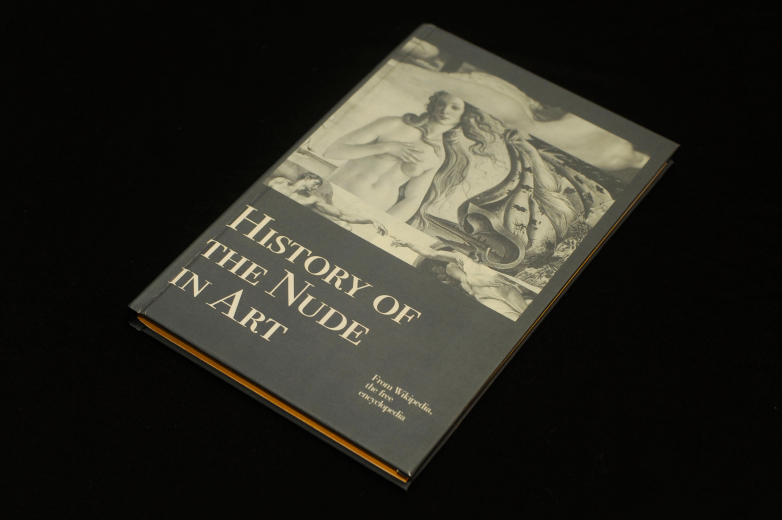 History of
the Nude
in Art
From Wikipedia,
the free
encyclopedia